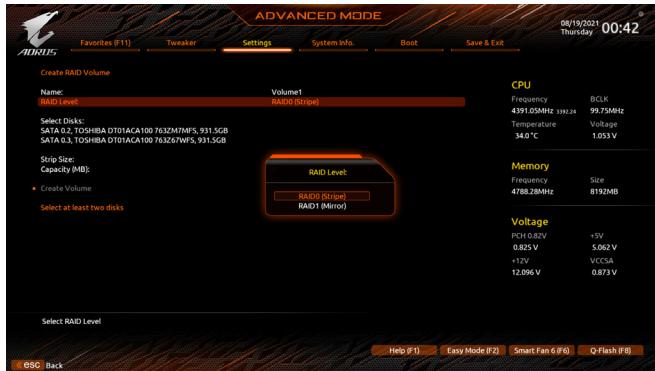 ADVANCED MODE
08/19/2021 Thursday 00:42
AORUS
Favorites (F11) Tweaker Settings System Info. Boot Save & Exit
Create RAID Volume
Name: Volume1
RAID Level: RAID0 (Stripe)
Select Disks:
SATA 0.2, TOSHIBA DT01ACA100 763ZM7MFS, 931.5GB
SATA 0.3, TOSHIBA DT01ACA100 763Z67WFS, 931.5GB
Strip Size:
Capacity (MB):
Create Volume
Select at least two disks
RAID Level:
RAID0 (Stripe)
RAID1 (Mirror)
CPU
Frequency BCLK
4391.05MHz 3392.24 99.75MHz
Temperature Voltage
34.0 °C 1.053 V
Memory
Frequency Size
4788.28MHz 8192MB
Voltage
PCH 0.82V +5V
0.825 V 5.062 V
+12V VCCSA
12.096 V 0.873 V
Select RAID Level
Help (F1) Easy Mode (F2) Smart Fan 6 (F6) Q-Flash (F8)
esc Back